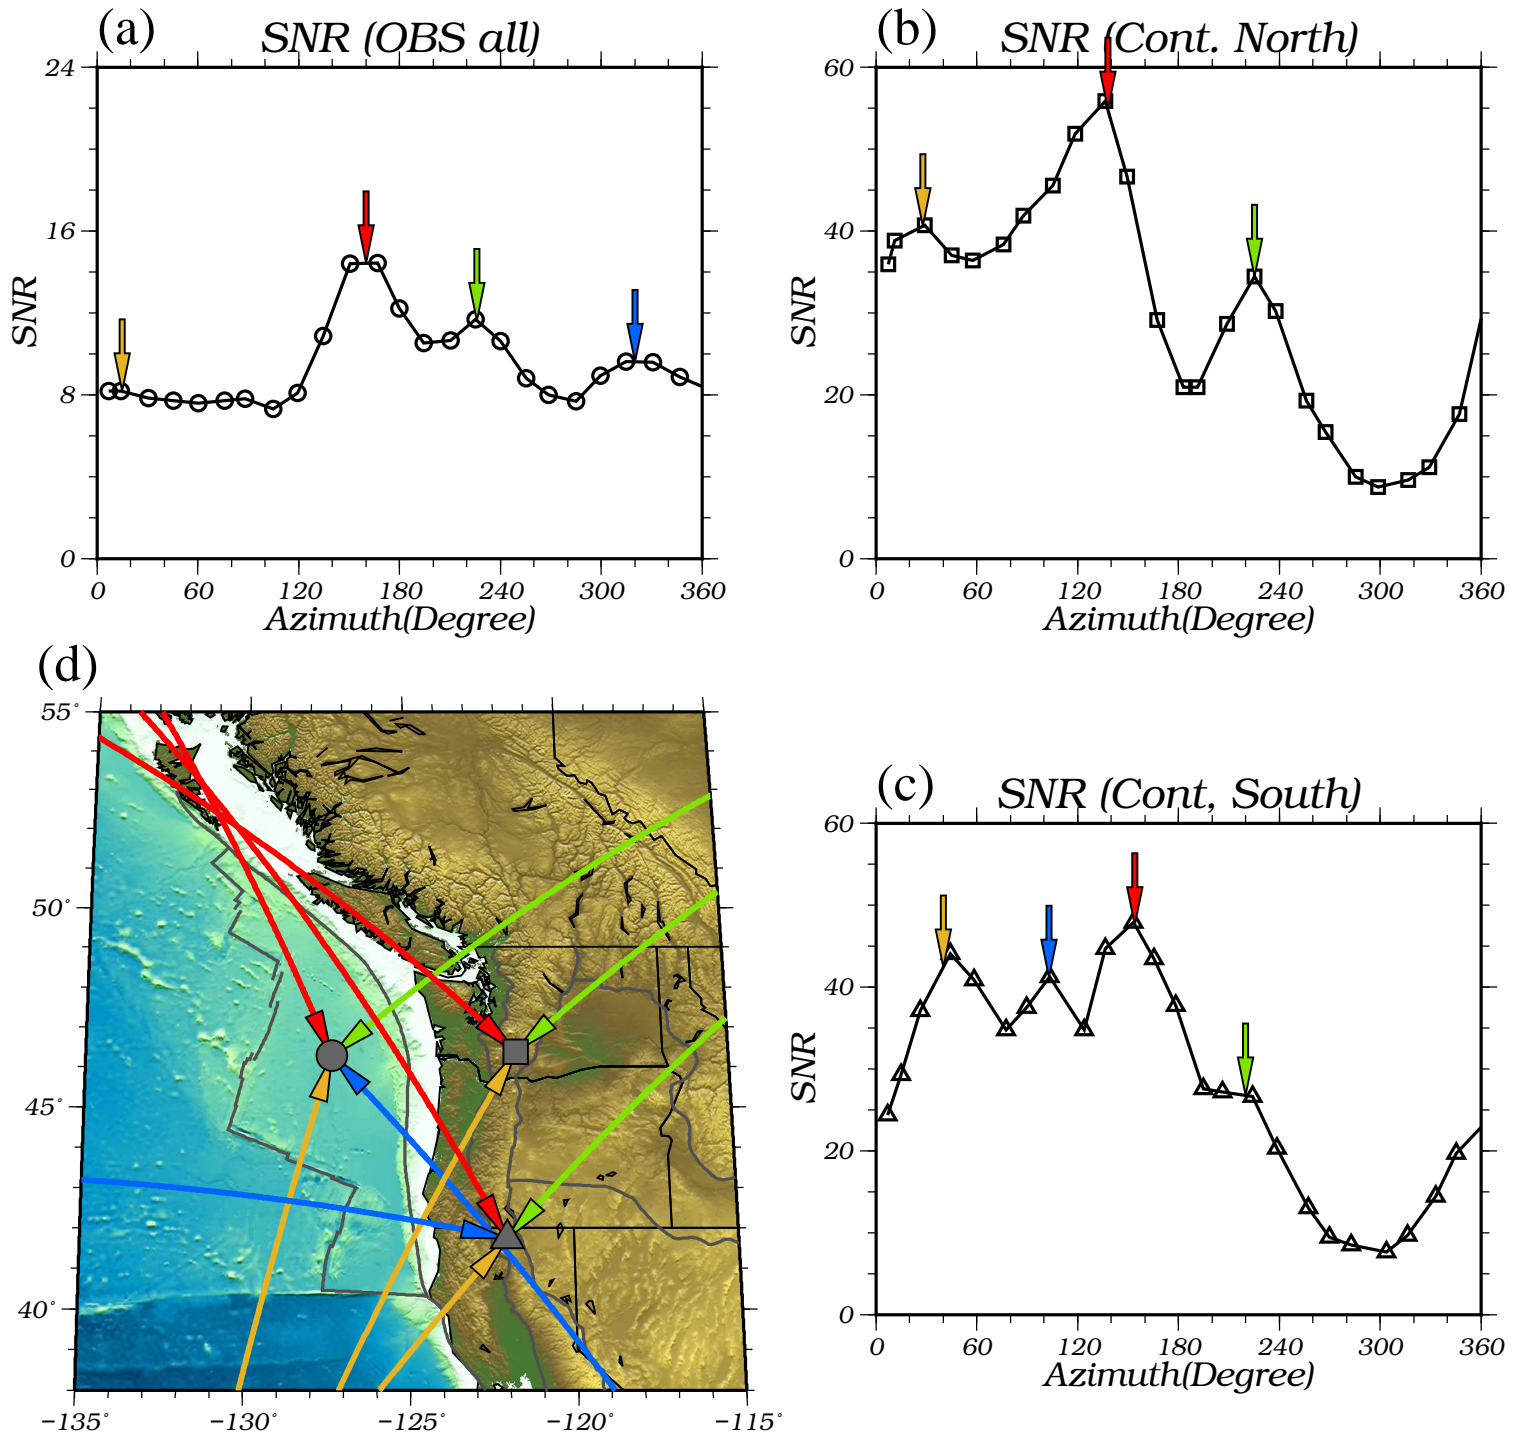 (a)
SNR (OBS all)
24
16
8
0
SNR
0 60 120 180 240 300 360
Azimuth(Degree)
(b)
SNR (Cont. North)
60
40
20
0
SNR
0 60 120 180 240 300 360
Azimuth(Degree)
(d)
55°
50°
45°
40°
−135° −130° −125° −120° −115°
(c)
SNR (Cont, South)
60
40
20
0
SNR
0 60 120 180 240 300 360
Azimuth(Degree)